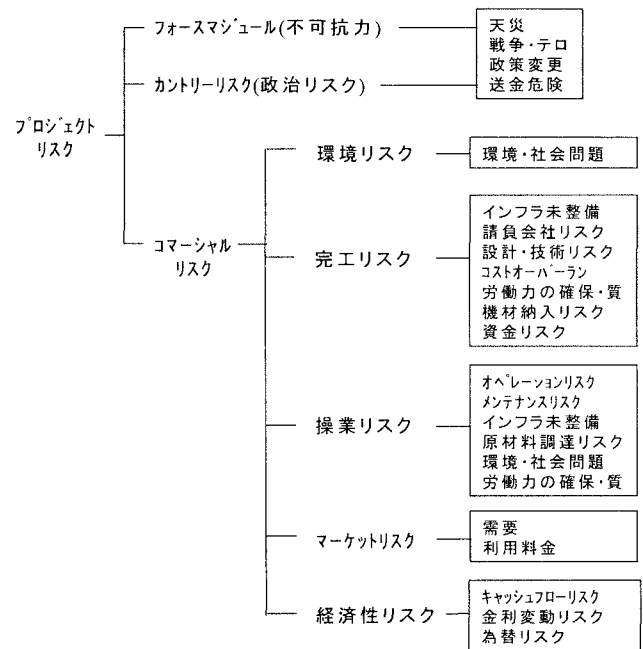 フォースマジュール(不可抗力)
天災
戦争・テロ
政策変更
送金危険
カントリーリスク(政治リスク)
プロジェクト
リスク
環境リスク
環境・社会問題
コマーシャル
リスク
完工リスク
インフラ未整備
請負会社リスク
設計・技術リスク
コストオーバーラン
労働力の確保・質
機材納入リスク
資金リスク
操業リスク
オペレーションリスク
メンテナンスリスク
インフラ未整備
原材料調達リスク
環境・社会問題
労働力の確保・質
マーケットリスク
需要
利用料金
経済性リスク
キャッシュフローリスク
金利変動リスク
為替リスク